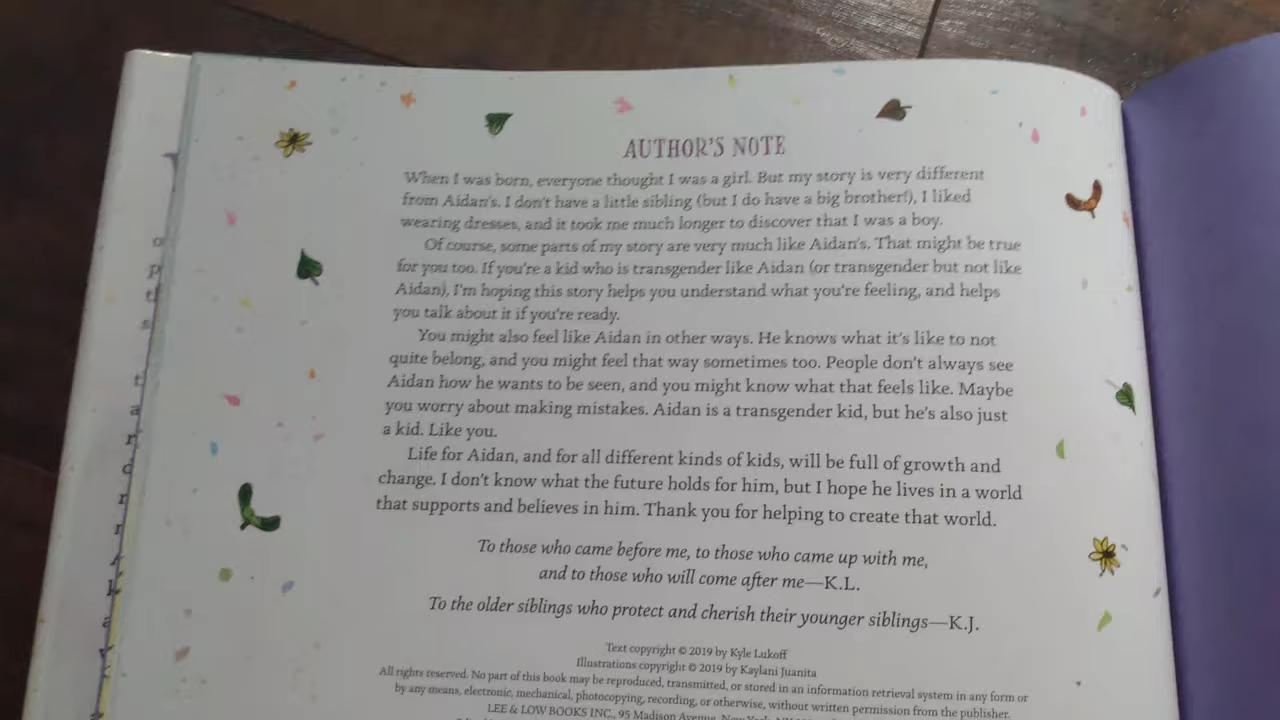 AUTHOR'S NOTE
When I was born, everyone thought I was a girl. But my story is very different
from Aidan's. I don't have a little sibling (but I do have a big brother!), I liked
wearing dresses, and it took me much longer to discover that I was a boy.
Of course, some parts of my story are very much like Aidan's. That might be true
for you too. If you're a kid who is transgender like Aidan (or transgender but not like
Aidan), I'm hoping this story helps you understand what you're feeling, and helps
you talk about it if you're ready.
You might also feel like Aidan in other ways. He knows what it's like to not
quite belong, and you might feel that way sometimes too. People don't always see
Aidan how he wants to be seen, and you might know what that feels like. Maybe
you worry about making mistakes. Aidan is a transgender kid, but he's also just
a kid. Like you.
Life for Aidan, and for all different kinds of kids, will be full of growth and
change. I don't know what the future holds for him, but I hope he lives in a world
that supports and believes in him. Thank you for helping to create that world.
To those who came before me, to those who came up with me,
and to those who will come after me—K.L.
To the older siblings who protect and cherish their younger siblings—K.J.
Text copyright © 2019 by Kyle Lukoff
Illustrations copyright © 2019 by Kaylani Juanita
All rights reserved. No part of this book may be reproduced, transmitted, or stored in an information retrieval system in any form or
by any means, electronic, mechanical, photocopying, recording, or otherwise, without written permission from the publisher.
LEE & LOW BOOKS INC., 95 Madison Avenue, New York, NY